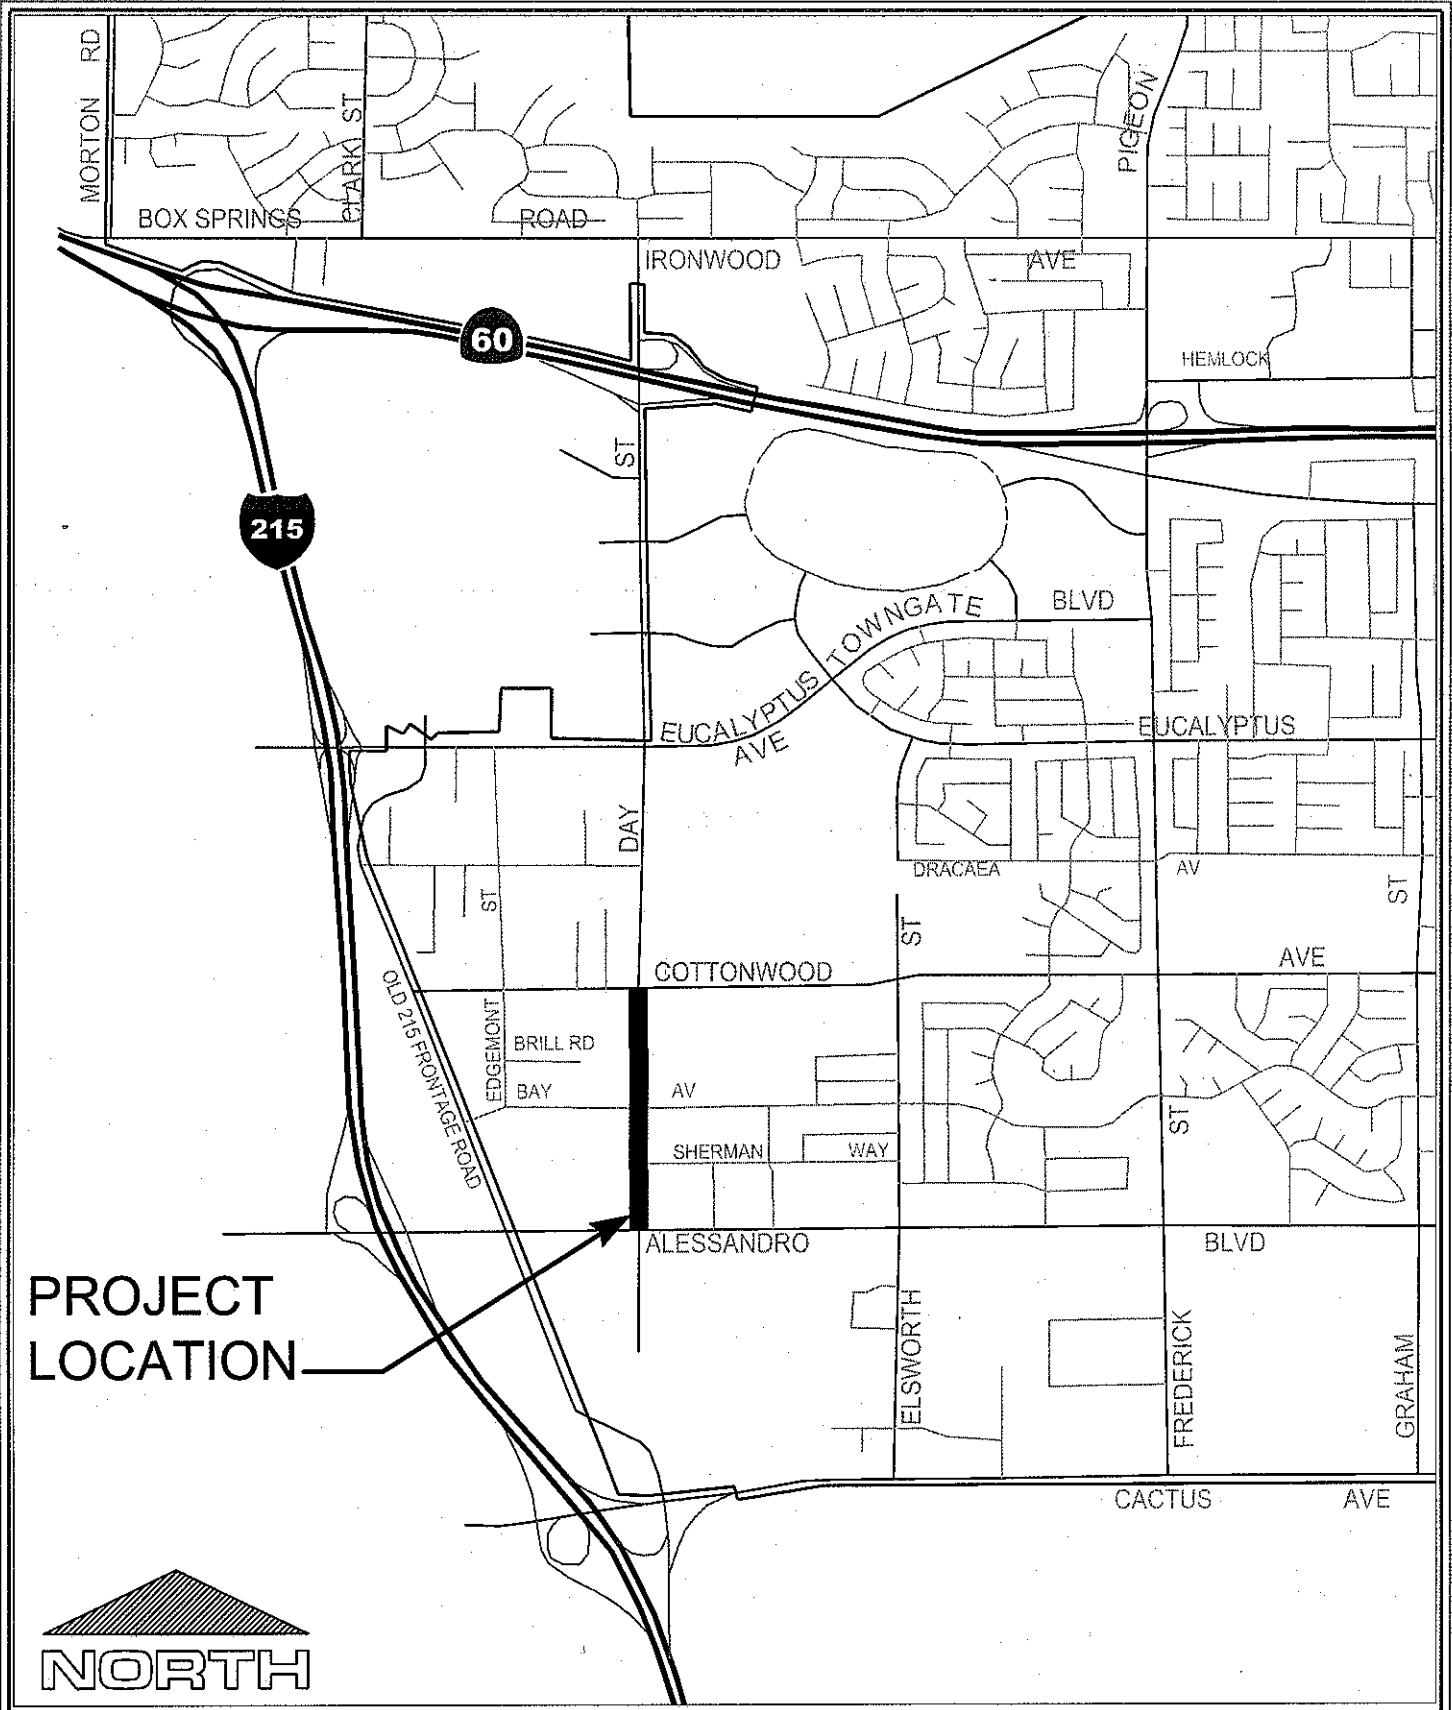 MORTON RD
CLARK ST
PIGEON
BOX SPRINGS ROAD
IRONWOOD AVE
60
HEMLOCK
ST
215
TOWNGATE BLVD
EUCALYPTUS
AVE
EUCALYPTUS
DAY
DRACAEA AV
ST
ST
ST
COTTONWOOD AVE
OLD 215 FRONTAGE ROAD
EDGEMONT
BRILL RD
BAY AV
ST
SHERMAN WAY
ALESSANDRO BLVD
PROJECT
LOCATION
ELSWORTH
FREDERICK
GRAHAM
CACTUS AVE
NORTH